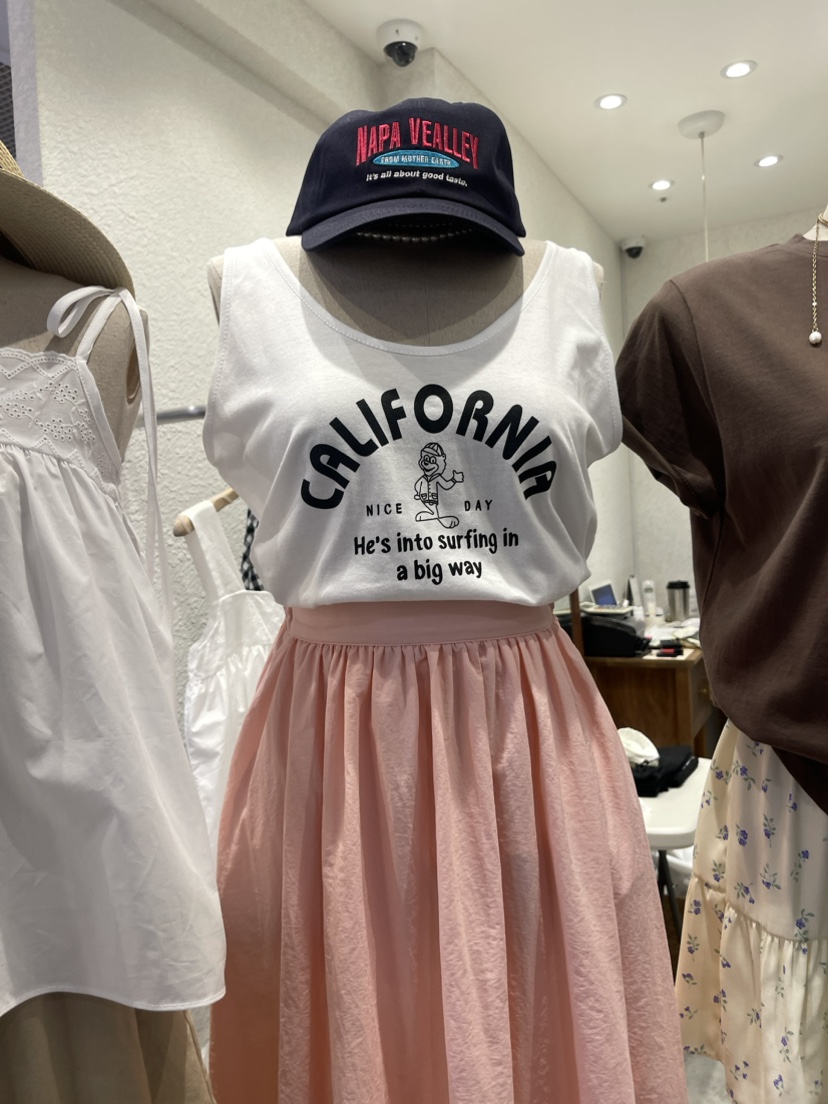 NAPA VEALLEY
FROM MOTHER EARTH
It's all about good taste.
CALIFORNIA
NICE DAY
He's into surfing in
a big way